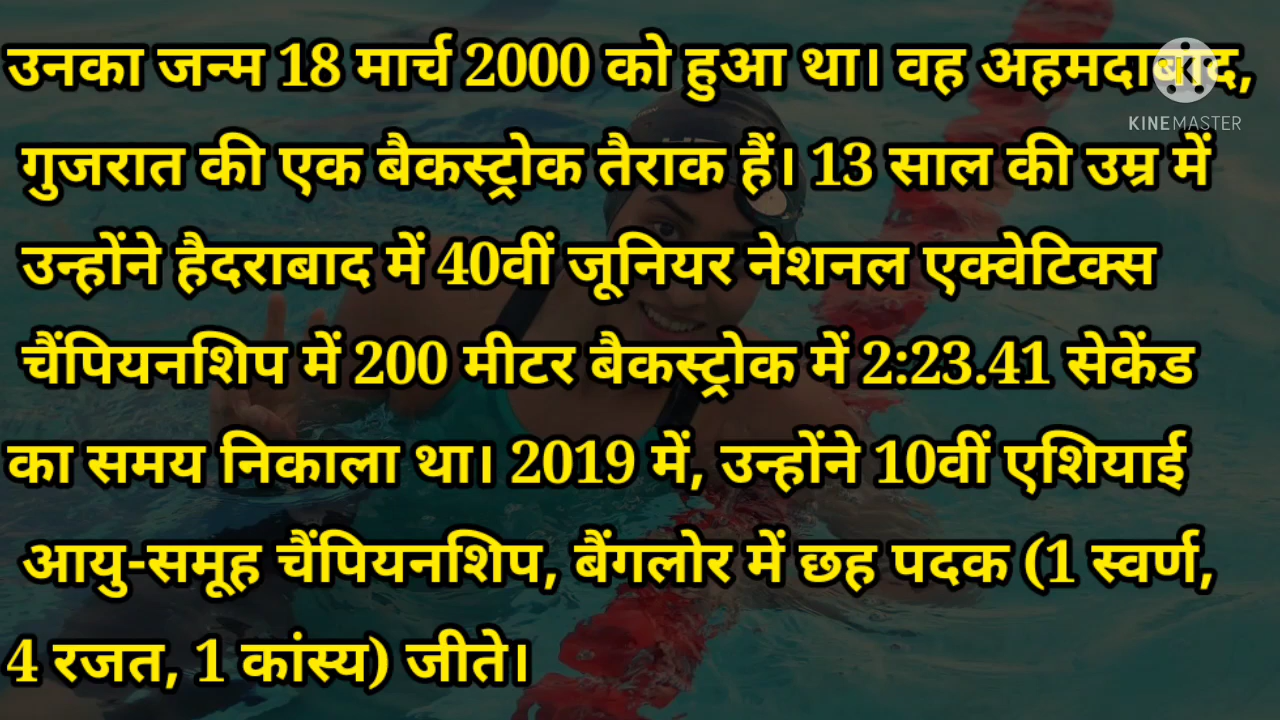 उनका जन्म 18 मार्च 2000 को हुआ था। वह अहमदाबाद,
KINEMASTER
गुजरात की एक बैकस्ट्रोक तैराक हैं। 13 साल की उम्र में
उन्होंने हैदराबाद में 40वीं जूनियर नेशनल एक्वेटिक्स
चैंपियनशिप में 200 मीटर बैकस्ट्रोक में 2:23.41 सेकेंड
का समय निकाला था। 2019 में, उन्होंने 10वीं एशियाई
आयु-समूह चैंपियनशिप, बैंगलोर में छह पदक (1 स्वर्ण,
4 रजत, 1 कांस्य) जीते।